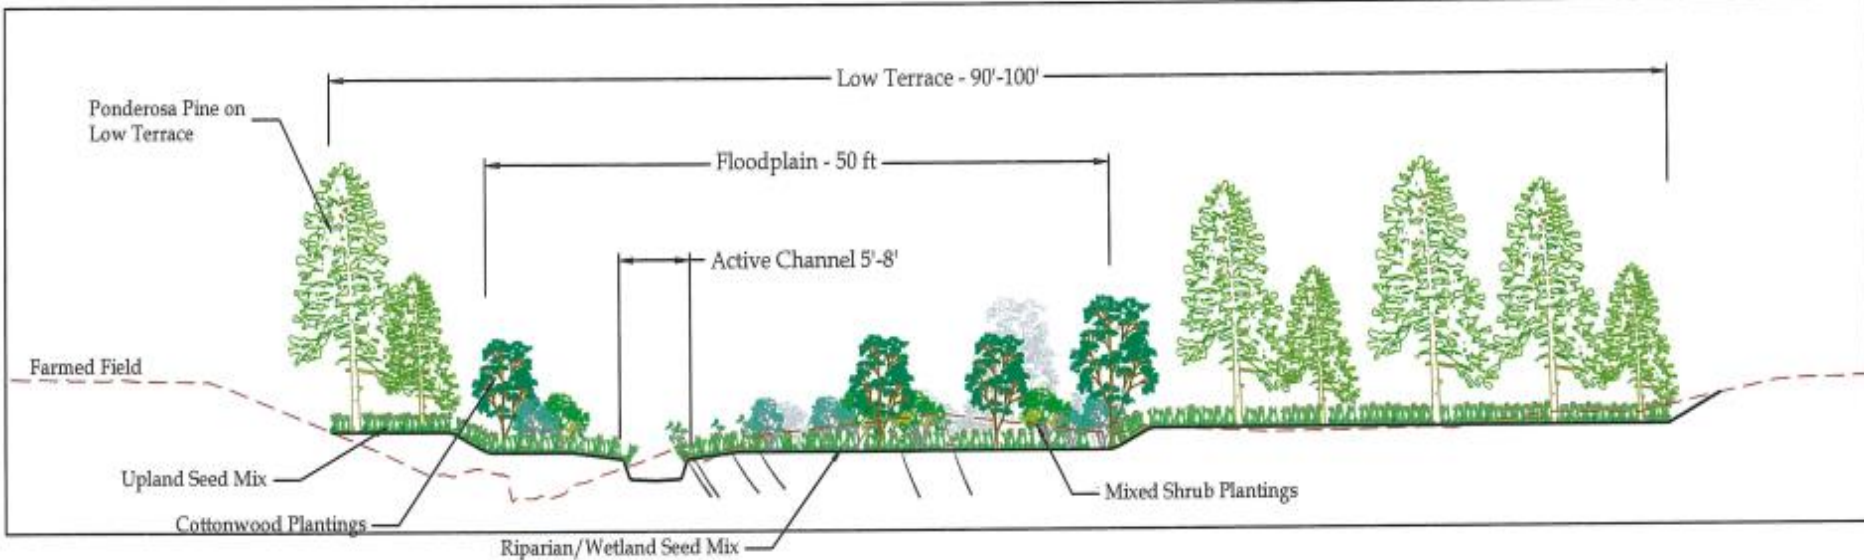 Low Terrace - 90'-100'
Ponderosa Pine on
Low Terrace
Floodplain - 50 ft
Active Channel 5'-8'
Farmed Field
Upland Seed Mix
Mixed Shrub Plantings
Cottonwood Plantings
Riparian/Wetland Seed Mix